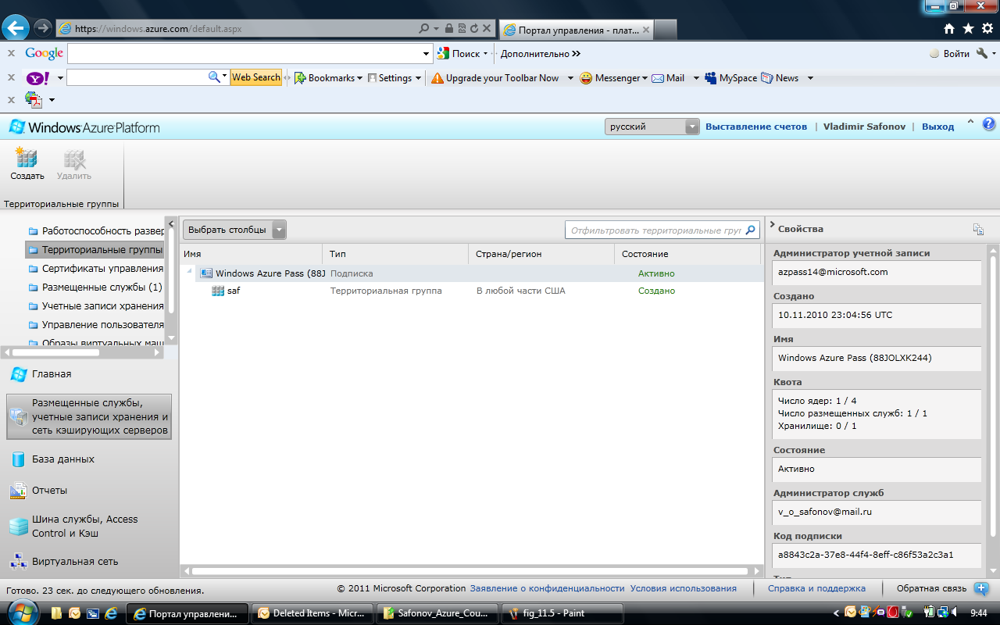 https://windows.azure.com/default.aspx
Портал управления - плат...
Google
Поиск
Дополнительно
Войти
Y!
Web Search
Bookmarks
Settings
Upgrade your Toolbar Now
Messenger
Mail
MySpace
News
Windows Azure Platform
русский
Выставление счетов | Vladimir Safonov | Выход
Создать
Удалить
Территориальные группы
Работоспособность развер
Территориальные группы
Сертификаты управления
Размещенные службы (1)
Учетные записи хранения
Управление пользователя
Образы виртуальных маш
Главная
Размещенные службы,
учетные записи хранения и
сеть кэширующих серверов
База данных
Отчеты
Шина службы, Access
Control и Кэш
Виртуальная сеть
Выбрать столбцы
Отфильтровать территориальные груг
Имя
Тип
Страна/регион
Состояние
Windows Azure Pass (88J
Подписка
Активно
saf
Территориальная группа
В любой части США
Создано
Свойства
Администратор учетной записи
azpass14@microsoft.com
Создано
10.11.2010 23:04:56 UTC
Имя
Windows Azure Pass (88JOLXK244)
Квота
Число ядер: 1 / 4
Число размещенных служб: 1 / 1
Хранилище: 0 / 1
Состояние
Активно
Администратор служб
v_o_safonov@mail.ru
Код подписки
a8843c2a-37e8-44f4-8eff-c86f53a2c3a1
Готово. 23 сек. до следующего обновления.
© 2011 Microsoft Corporation Заявление о конфиденциальности Условия использования
Справка и поддержка
Обратная связь
Портал управлени...
Deleted Items - Micr...
Safonov_Azure_Cou...
fig_11.5 - Paint
9:44